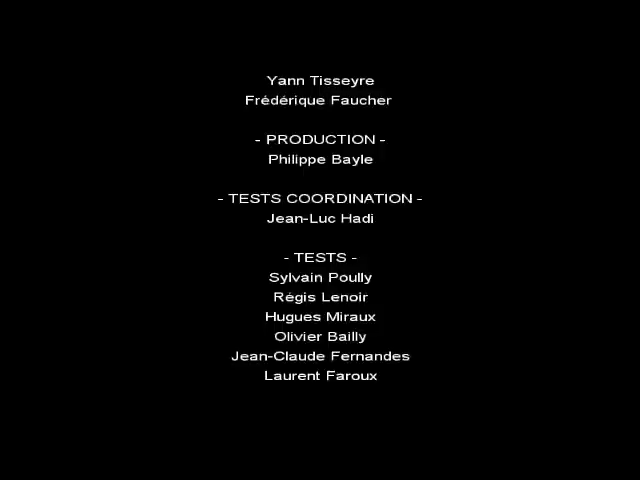 Yann Tisseyre
Frédérique Faucher
- PRODUCTION -
Philippe Bayle
- TESTS COORDINATION -
Jean-Luc Hadi
- TESTS -
Sylvain Poully
Régis Lenoir
Hugues Miraux
Olivier Bailly
Jean-Claude Fernandes
Laurent Faroux